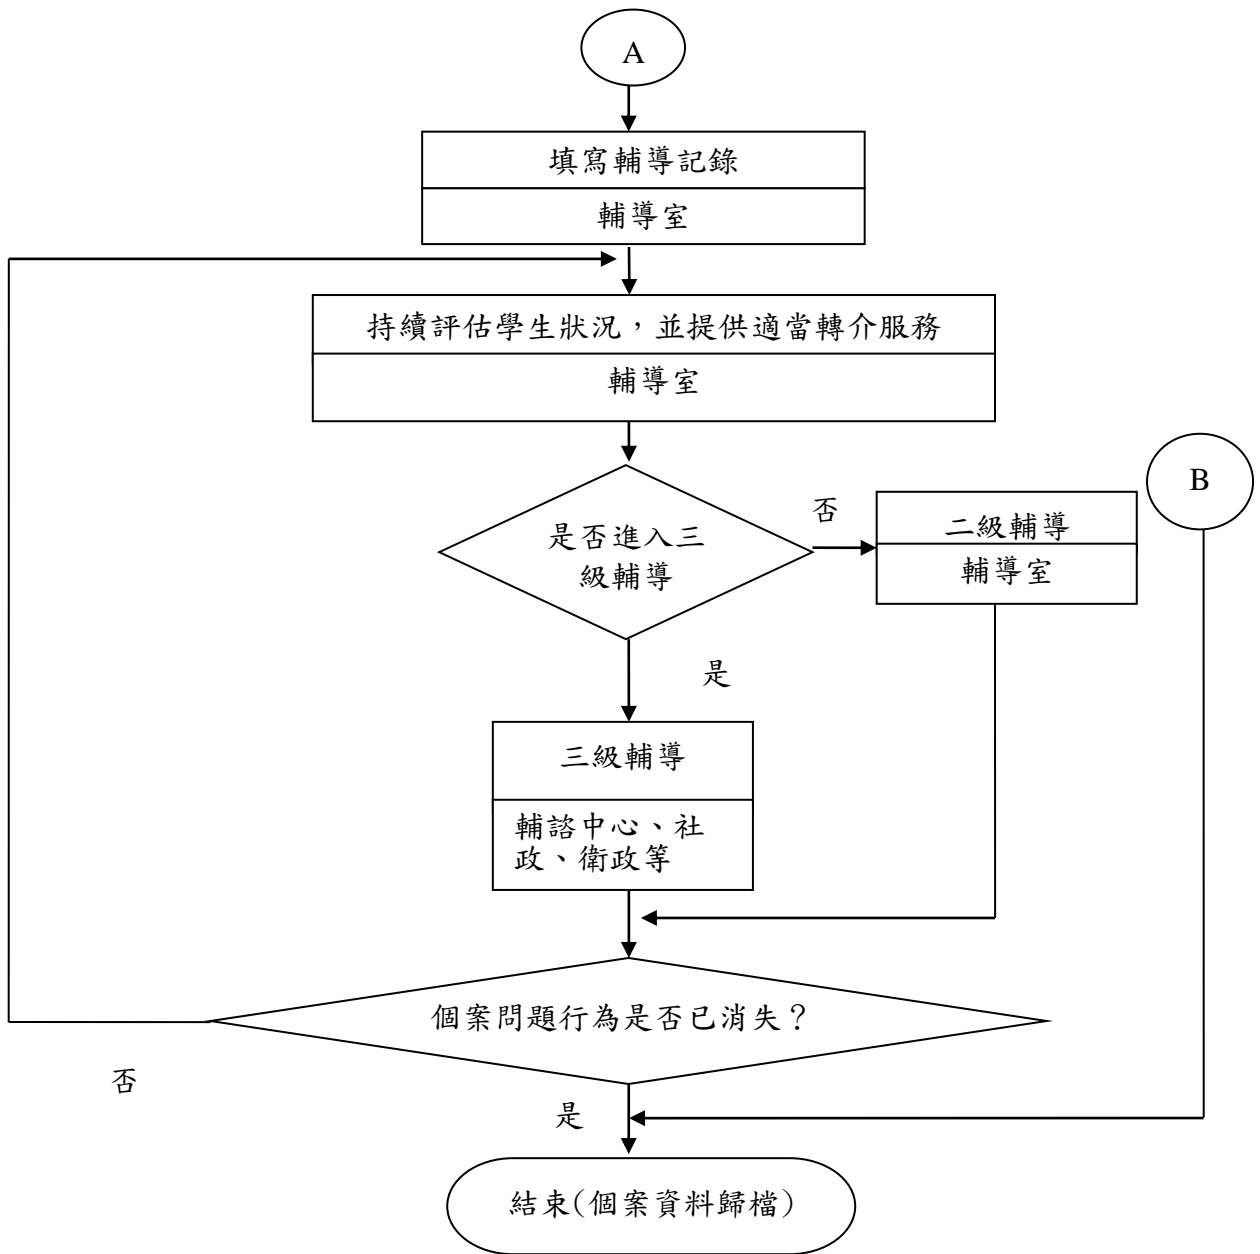 A
填寫輔導記錄
輔導室
持續評估學生狀況，並提供適當轉介服務
輔導室
B
否
是否進入三
級輔導
二級輔導
輔導室
是
三級輔導
輔諮中心、社
政、衛政等
個案問題行為是否已消失？
否
是
結束(個案資料歸檔)